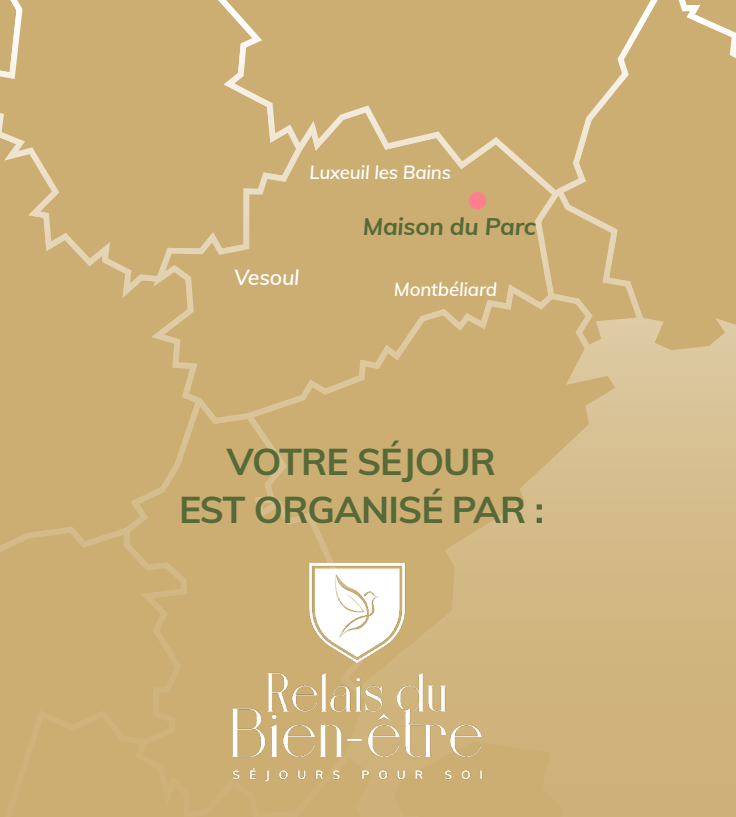 Luxeuil les Bains
Maison du Parc
Vesoul
Montbéliard
VOTRE SÉJOUR
EST ORGANISÉ PAR :
Relais du
Bien-être
SÉJOURS POUR SOI